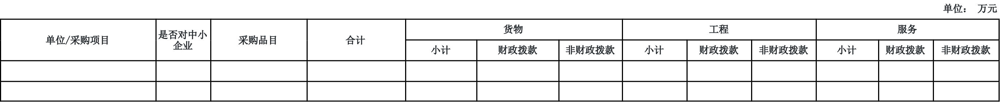 单位： 万元
单位/采购项目
是否对中小
企业
采购品目
合计
货物
工程
服务
小计
财政拨款
非财政拨款
小计
财政拨款
非财政拨款
小计
财政拨款
非财政拨款